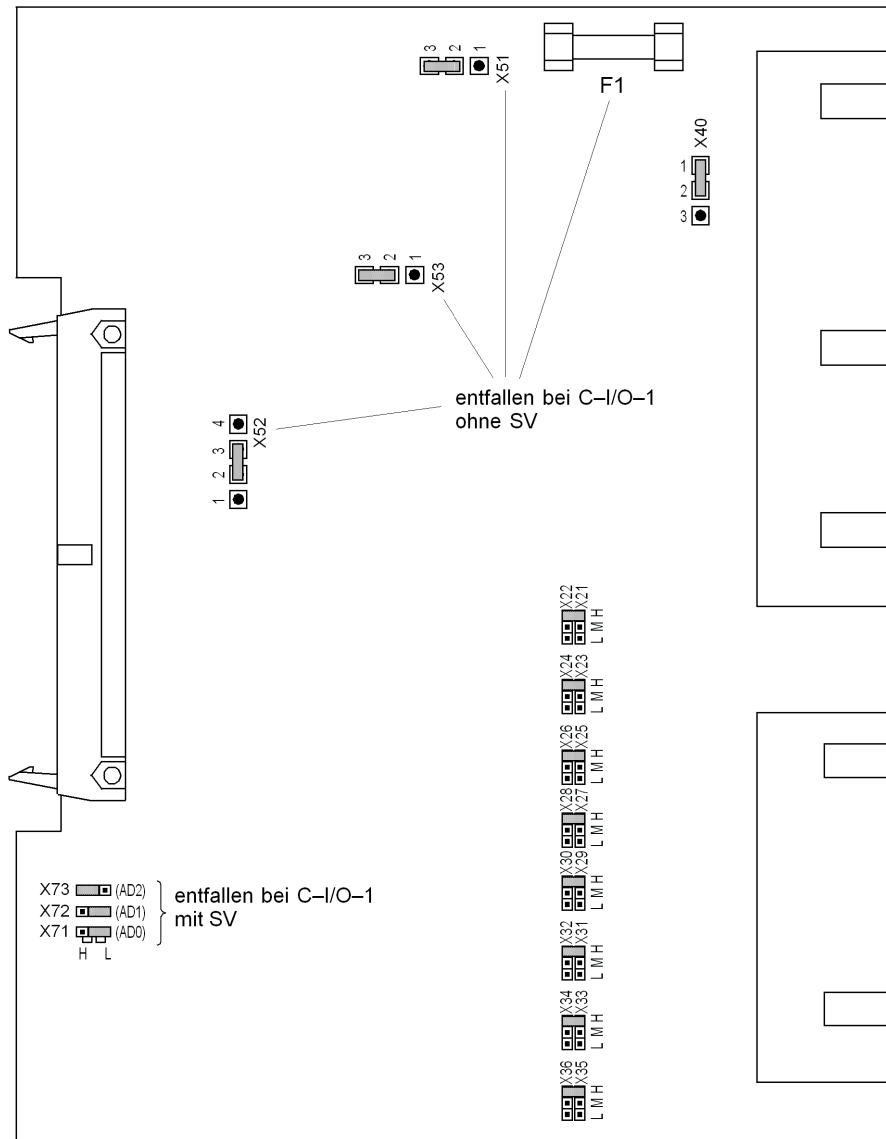 3 2 1
X51
F1
X40
1
2
3
3 2 1
X53
entfallen bei C–I/O–1
ohne SV
4
3
2
1
X52
X22 X21
L M H
X24 X23
L M H
X26 X25
L M H
X28 X27
L M H
X30 X29
L M H
X32 X31
L M H
X34 X33
L M H
X36 X35
L M H
X73 (AD2)
X72 (AD1)
X71 (AD0)
H L
entfallen bei C–I/O–1
mit SV